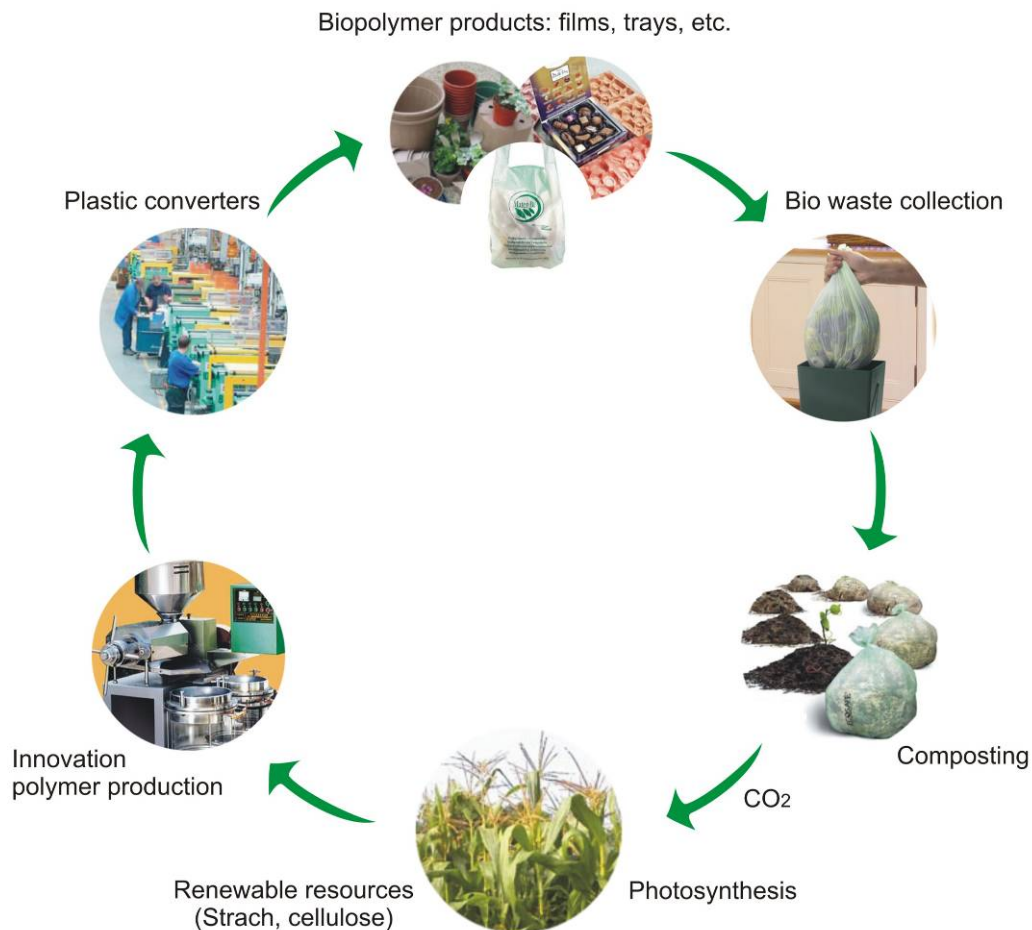 Biopolymer products: films, trays, etc.
Plastic converters
Bio waste collection
Innovation
polymer production
Composting
CO2
Renewable resources
(Strach, cellulose)
Photosynthesis